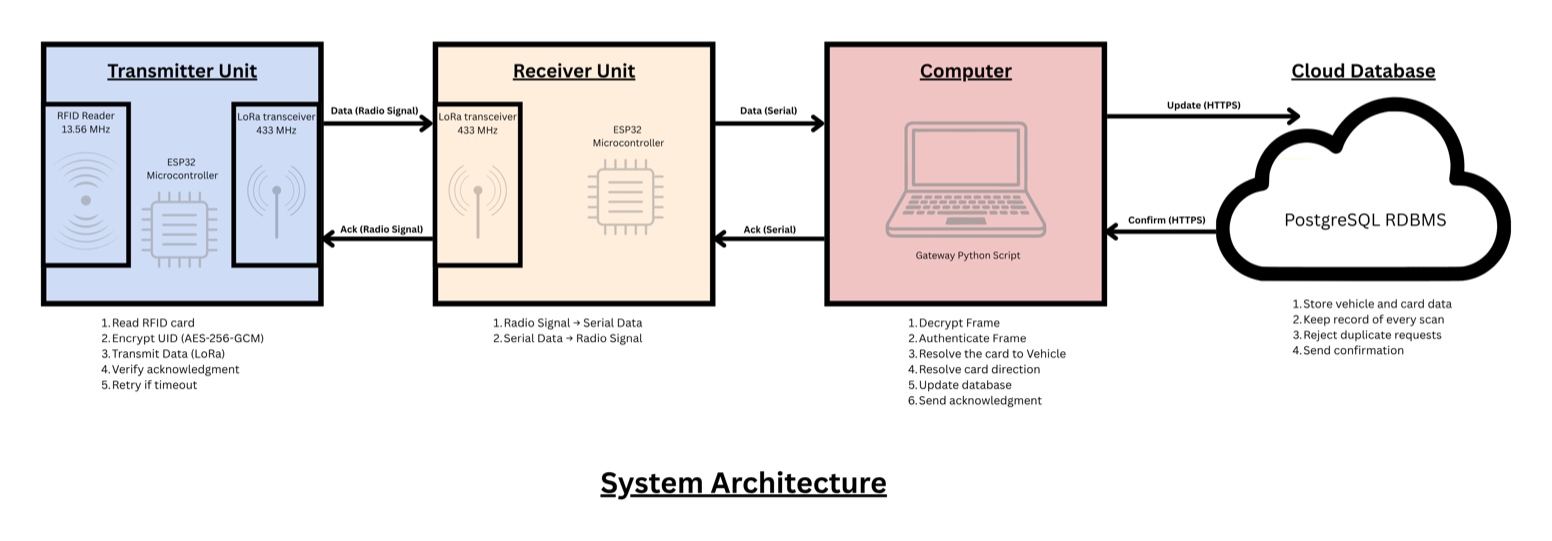 Transmitter Unit
RFID Reader
13.56 MHz
ESP32
Microcontroller
LoRa transceiver
433 MHz
Data (Radio Signal)
Ack (Radio Signal)
Receiver Unit
LoRa transceiver
433 MHz
ESP32
Microcontroller
Data (Serial)
Ack (Serial)
Computer
Gateway Python Script
Update (HTTPS)
Confirm (HTTPS)
Cloud Database
PostgreSQL RDBMS
1. Read RFID card
2. Encrypt UID (AES-256-GCM)
3. Transmit Data (LoRa)
4. Verify acknowledgment
5. Retry if timeout
1. Radio Signal → Serial Data
2. Serial Data → Radio Signal
1. Decrypt Frame
2. Authenticate Frame
3. Resolve the card to Vehicle
4. Resolve card direction
5. Update database
6. Send acknowledgment
1. Store vehicle and card data
2. Keep record of every scan
3. Reject duplicate requests
4. Send confirmation
System Architecture